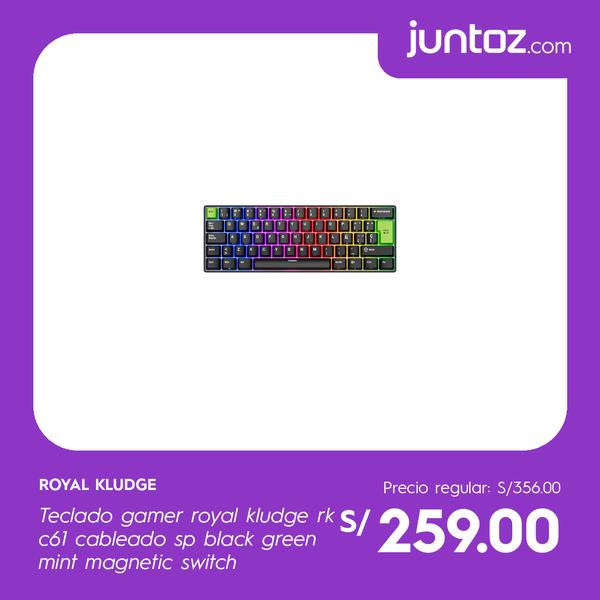 juntoz.com
ROYAL KLUDGE
Teclado gamer royal kludge rk
c61 cableado sp black green
mint magnetic switch
Precio regular: S/356.00
S/ 259.00